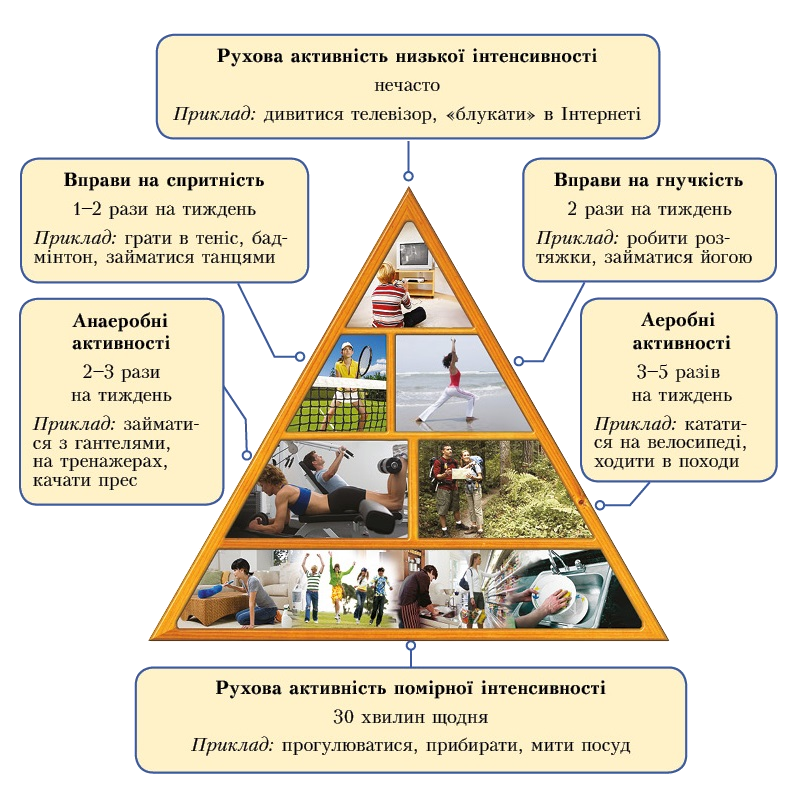 Рухова активність низької інтенсивності
нечасто
Приклад: дивитися телевізор, «блукати» в Інтернеті
Вправи на спритність
1–2 рази на тиждень
Приклад: грати в теніс, бад-
мінтон, займатися танцями
Вправи на гнучкість
2 рази на тиждень
Приклад: робити роз-
тяжки, займатися йогою
Анаеробні
активності
2–3 рази
на тиждень
Приклад: займати-
ся з гантелями,
на тренажерах,
качати прес
Аеробні
активності
3–5 разів
на тиждень
Приклад: катати-
ся на велосипеді,
ходити в походи
Рухова активність помірної інтенсивності
30 хвилин щодня
Приклад: прогулюватися, прибирати, мити посуд